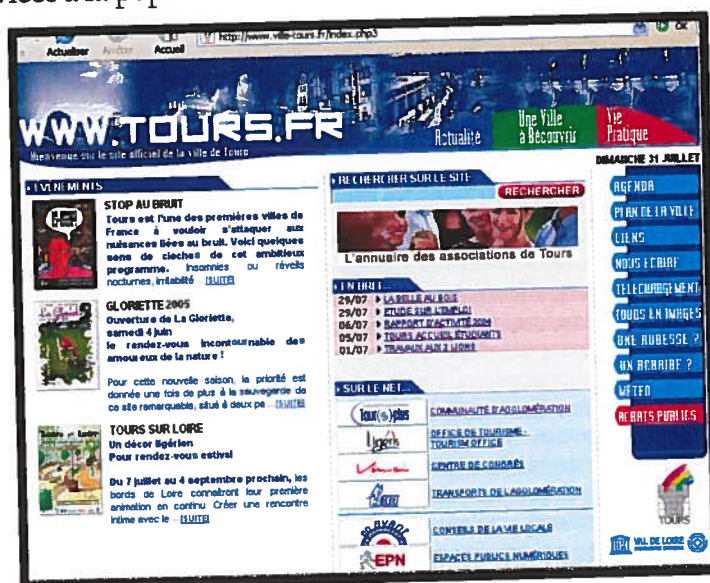 Actualiser Arrêter Accueil
http://www.ville-tours.fr/index.php3
WWW.TOURS.FR
Bienvenue sur le site officiel de la ville de Tours
Actualité
Une Ville
à Découvrir
Vie
Pratique
DIMANCHE 31 JUILLET
EVÉNEMENTS
STOP AU BRUIT
Tours est l'une des premières villes de
France à vouloir s'attaquer aux
nuisances liées au bruit. Voici quelques
sens de cloches de cet ambitieux
programme. Insomnies ou réveils
nocturnes, irritabilité ...[SUITE]
GLORIETTE 2005
Ouverture de La Gloriette,
samedi 4 juin
le rendez-vous incontournable des
amoureux de la nature !
Pour cette nouvelle saison, la priorité est
donnée une fois de plus à la sauvegarde de
ce site remarquable, situé à deux pa ...[SUITE]
TOURS SUR LOIRE
Un décor ligérien
Pour rendez-vous estival
Du 7 juillet au 4 septembre prochain, les
bords de Loire connaîtront leur première
animation en continu Créer une rencontre
intime avec le ...[SUITE]
RECHERCHER SUR LE SITE
RECHERCHER
L'annuaire des associations de Tours
EN BREF...
29/07 LA BELLE AU BOIS
29/07 ETUDE SUR L'EMPLOI
06/07 RAPPORT D'ACTIVITÉ 2004
05/07 TOURS ACCUEIL ÉTUDIANTS
01/07 TRAVAUX AUX 2 LIONS
SUR LE NET...
Tour(s)plus COMMUNAUTÉ D'AGGLOMÉRATION
ligéris OFFICE DE TOURISME -
TOURISM OFFICE
Vinci CENTRE DE CONGRÈS
TRANSPORTS DE L'AGGLOMÉRATION
CONSEILS DE LA VIE LOCALE
EPN ESPACES PUBLICS NUMÉRIQUES
AGENDA
PLAN DE LA VILLE
LIENS
NOUS ECRIRE
TELECHARGEMENT
TOURS EN IMAGES
UNE ADRESSE ?
UN HORAIRE ?
METEO
ACHATS PUBLICS
TOURS
VAL DE LOIRE